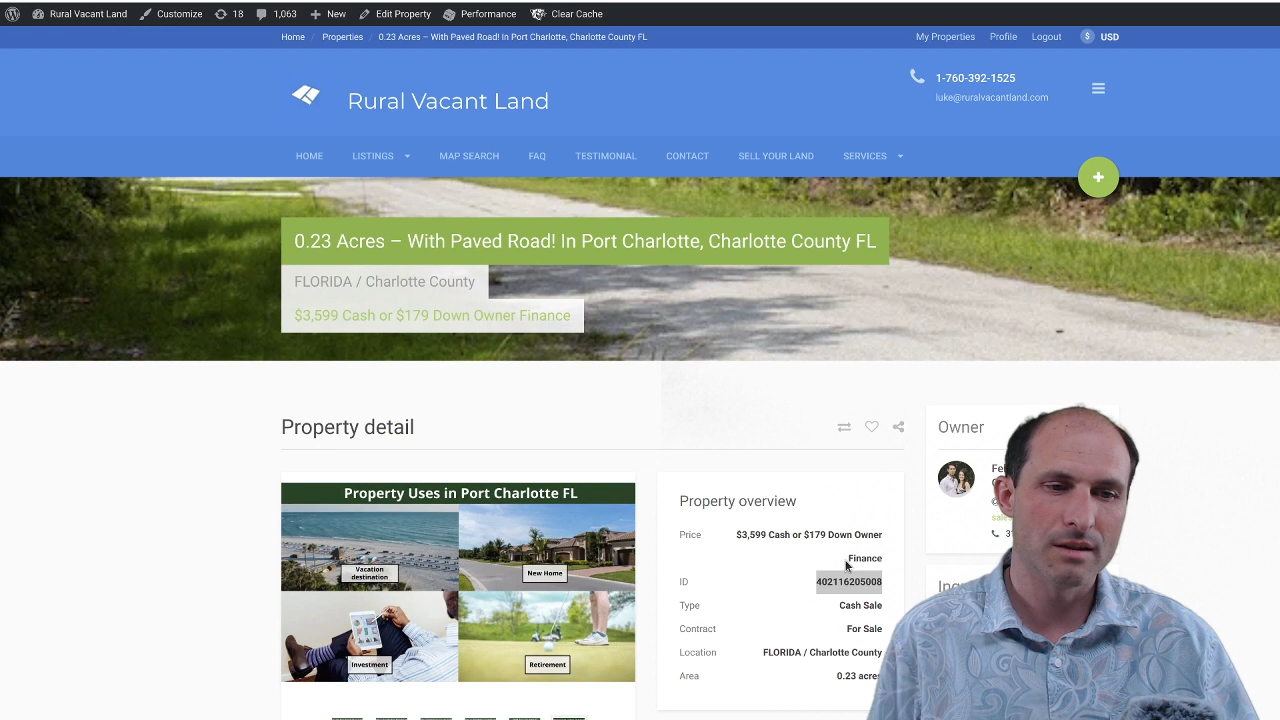 Rural Vacant Land Customize 18 1,063 New Edit Property Performance Clear Cache
Home / Properties / 0.23 Acres – With Paved Road! In Port Charlotte, Charlotte County FL
My Properties Profile Logout $ USD
Rural Vacant Land
1-760-392-1525
luke@ruralvacantland.com
HOME LISTINGS MAP SEARCH FAQ TESTIMONIAL CONTACT SELL YOUR LAND SERVICES
0.23 Acres – With Paved Road! In Port Charlotte, Charlotte County FL
FLORIDA / Charlotte County
$3,599 Cash or $179 Down Owner Finance
Property detail
Property Uses in Port Charlotte FL
Vacation
destination
New Home
Investment
Retirement
Property overview
Price $3,599 Cash or $179 Down Owner
Finance
ID 402116205008
Type Cash Sale
Contract For Sale
Location FLORIDA / Charlotte County
Area 0.23 acres
Owner